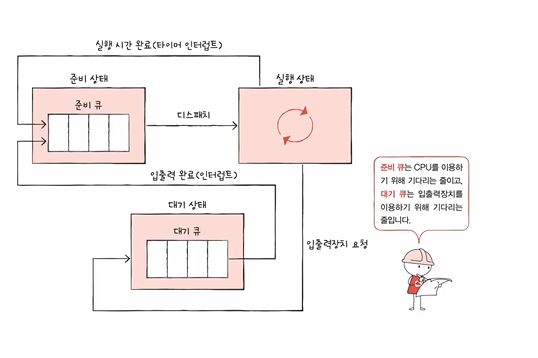 실행 시간 완료(타이머 인터럽트)
준비 상태
실행 상태
준비 큐
디스패치
입출력 완료(인터럽트)
대기 상태
대기 큐
입출력장치 요청
준비 큐는 CPU를 이용하
기 위해 기다리는 줄이고,
대기 큐는 입출력장치를
이용하기 위해 기다리는
줄입니다.